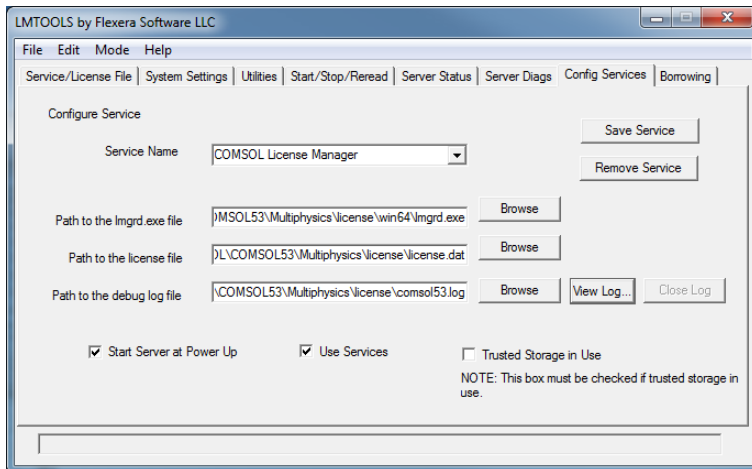 LMTOOLS by Flexera Software LLC
File Edit Mode Help
Service/License File System Settings Utilities Start/Stop/Reread Server Status Server Diags Config Services Borrowing
Configure Service
Save Service
Service Name COMSOL License Manager
Remove Service
Path to the lmgrd.exe file OMSOL53\Multiphysics\license\win64\lmgrd.exe Browse
Path to the license file OL\COMSOL53\Multiphysics\license\license.dat Browse
Path to the debug log file \COMSOL53\Multiphysics\license\comsol53.log Browse View Log... Close Log
Start Server at Power Up Use Services Trusted Storage in Use
NOTE: This box must be checked if trusted storage in
use.